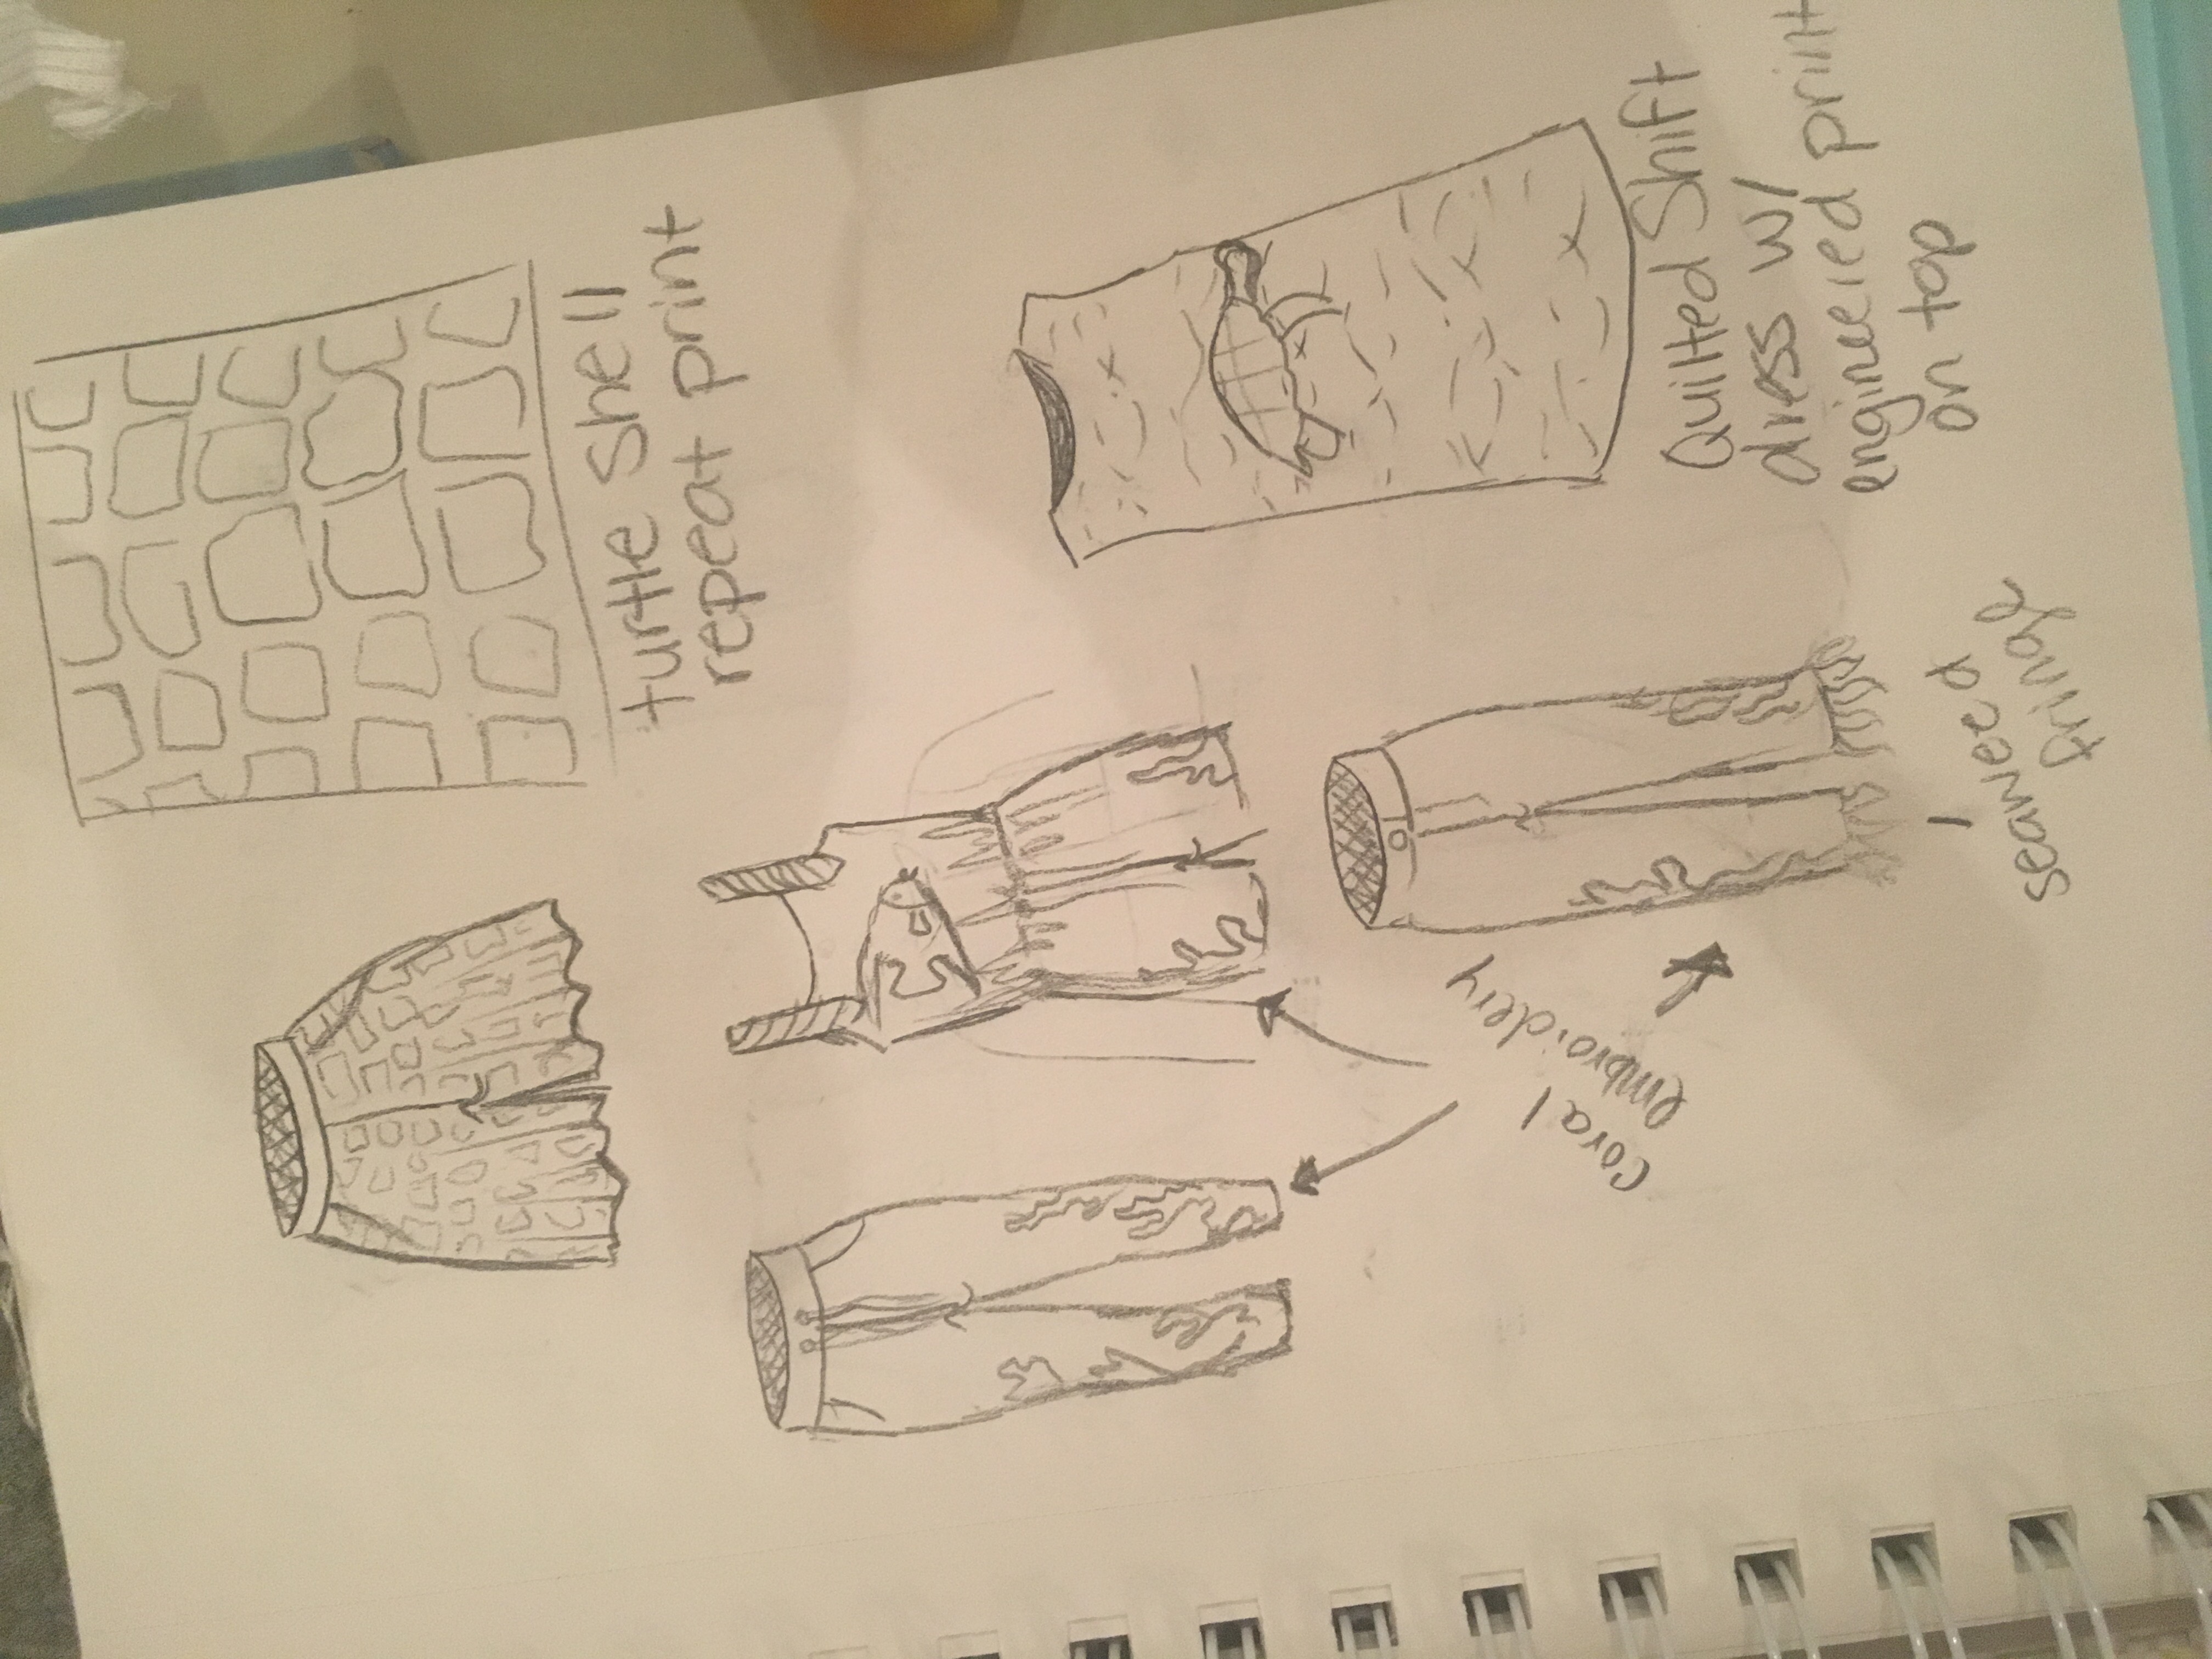 turtle Shell
repeat print
coral
embroidery
Quilted Shift
dress w/
engineered print
on top
seaweed
fringe